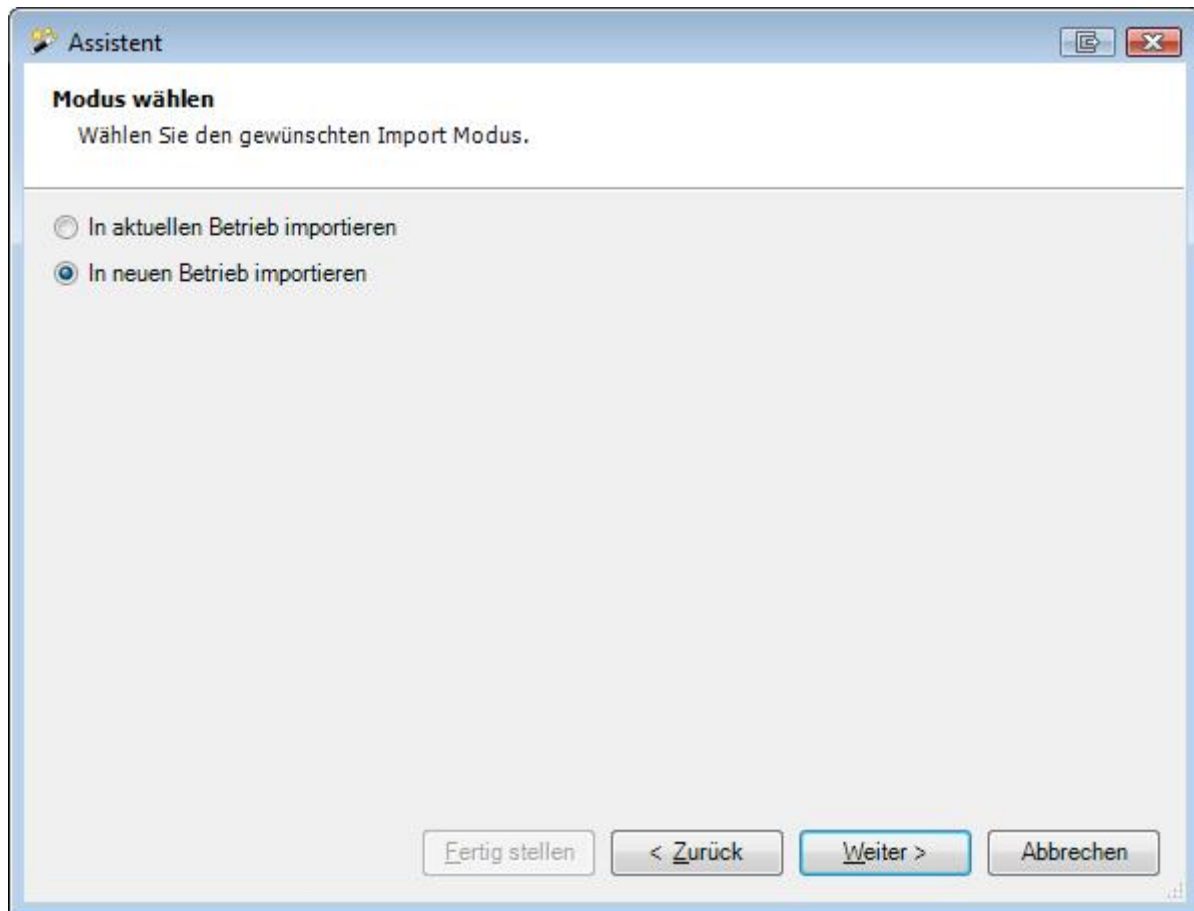 Assistent
Modus wählen
Wählen Sie den gewünschten Import Modus.
In aktuellen Betrieb importieren
In neuen Betrieb importieren
Fertig stellen < Zurück Weiter > Abbrechen